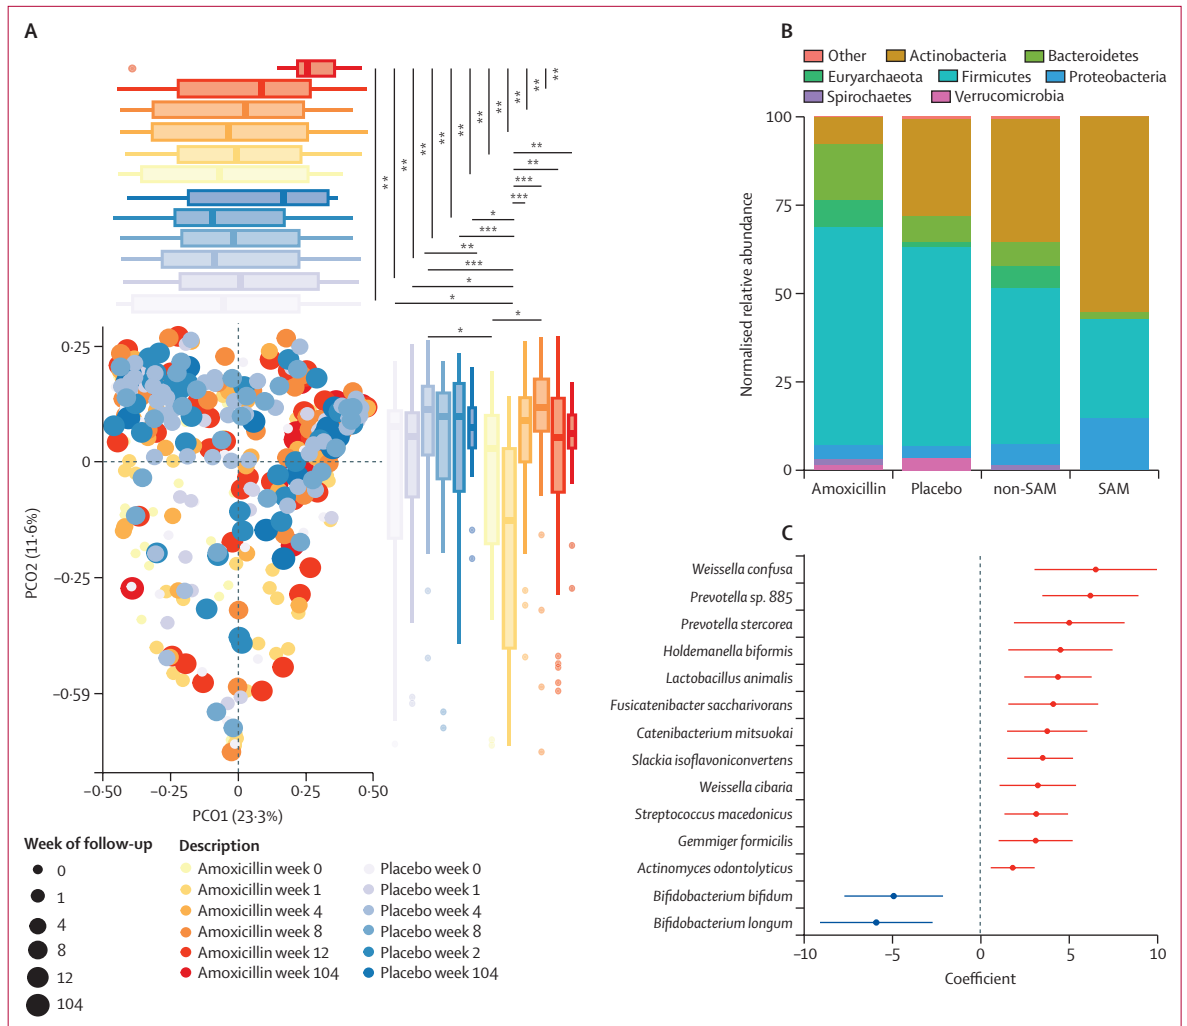 A
B
Other Actinobacteria Bacteroidetes
Euryarchaeota Firmicutes Proteobacteria
Spirochaetes Verrucomicrobia
**
**
**
**
**
**
**
**
**
**
**
**
***
***
*
***
**
***
*
*
*
*
0·25
0
−0·25
−0·59
PCO2 (11·6%)
−0·50 −0·25 0 0·25 0·50
PCO1 (23·3%)
100
75
50
25
0
Normalised relative abundance
Amoxicillin Placebo non-SAM SAM
C
Weissella confusa
Prevotella sp. 885
Prevotella stercorea
Holdemanella biformis
Lactobacillus animalis
Fusicatenibacter saccharivorans
Catenibacterium mitsuokai
Slackia isoflavoniconvertens
Weissella cibaria
Streptococcus macedonicus
Gemmiger formicilis
Actinomyces odontolyticus
Bifidobacterium bifidum
Bifidobacterium longum
−10 −5 0 5 10
Coefficient
Week of follow-up
0
1
4
8
12
104
Description
Amoxicillin week 0 Placebo week 0
Amoxicillin week 1 Placebo week 1
Amoxicillin week 4 Placebo week 4
Amoxicillin week 8 Placebo week 8
Amoxicillin week 12 Placebo week 2
Amoxicillin week 104 Placebo week 104